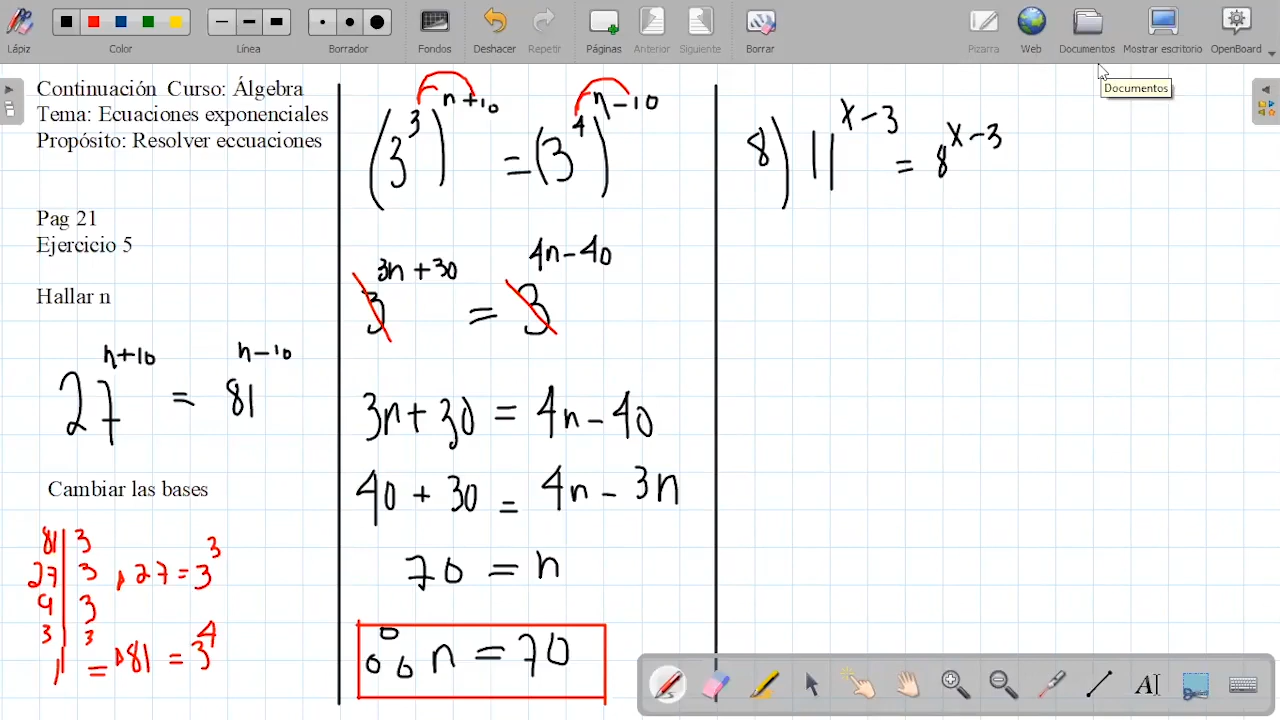 Lápiz
Color
Línea
Borrador
Fondos
Deshacer
Repetir
Páginas
Anterior
Siguiente
Borrar
Pizarra
Web
Documentos
Mostrar escritorio
OpenBoard
Documentos
Continuación Curso: Álgebra
Tema: Ecuaciones exponenciales
Propósito: Resolver eccuaciones
Pag 21
Ejercicio 5
Hallar n
27^{n+10} = 81^{n-10}
Cambiar las bases
81 | 3
27 | 3
9 | 3
3 | 3
1
27 = 3^3
= 81 = 3^4
(3^3)^{n+10} = (3^4)^{n-10}
3^{3n+30} = 3^{4n-40}
3n+30 = 4n-40
40+30 = 4n-3n
70 = n
n = 70
8) 11^{x-3} = 8^{x-3}
AI